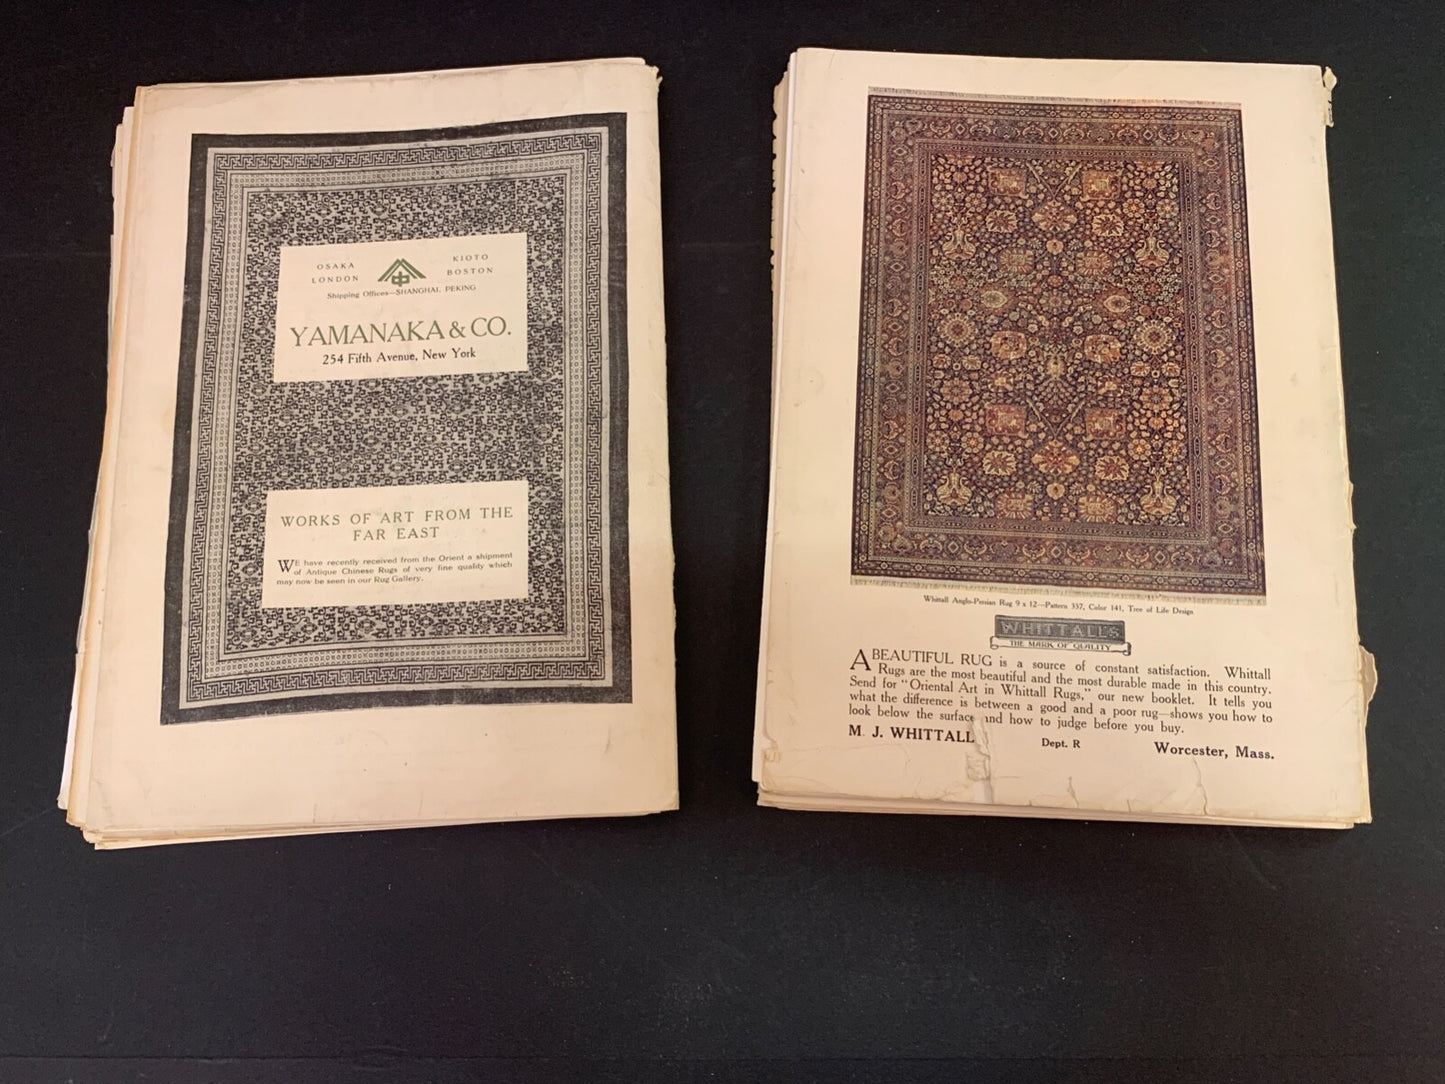 OSAKA
KIOTO
LONDON
BOSTON
Shipping Offices—SHANGHAI, PEKING
YAMANAKA & CO.
254 Fifth Avenue, New York
WORKS OF ART FROM THE
FAR EAST
WE have recently received from the Orient a shipment
of Antique Chinese Rugs of very fine quality which
may now be seen in our Rug Gallery.
Whittall Anglo-Persian Rug 9 x 12—Pattern 337, Color 141, Tree of Life Design
WHITTALLS
THE MARK OF QUALITY
A BEAUTIFUL RUG is a source of constant satisfaction. Whittall
Rugs are the most beautiful and the most durable made in this country.
Send for "Oriental Art in Whittall Rugs," our new booklet. It tells you
what the difference is between a good and a poor rug—shows you how to
look below the surface and how to judge before you buy.
M. J. WHITTALL
Dept. R
Worcester, Mass.